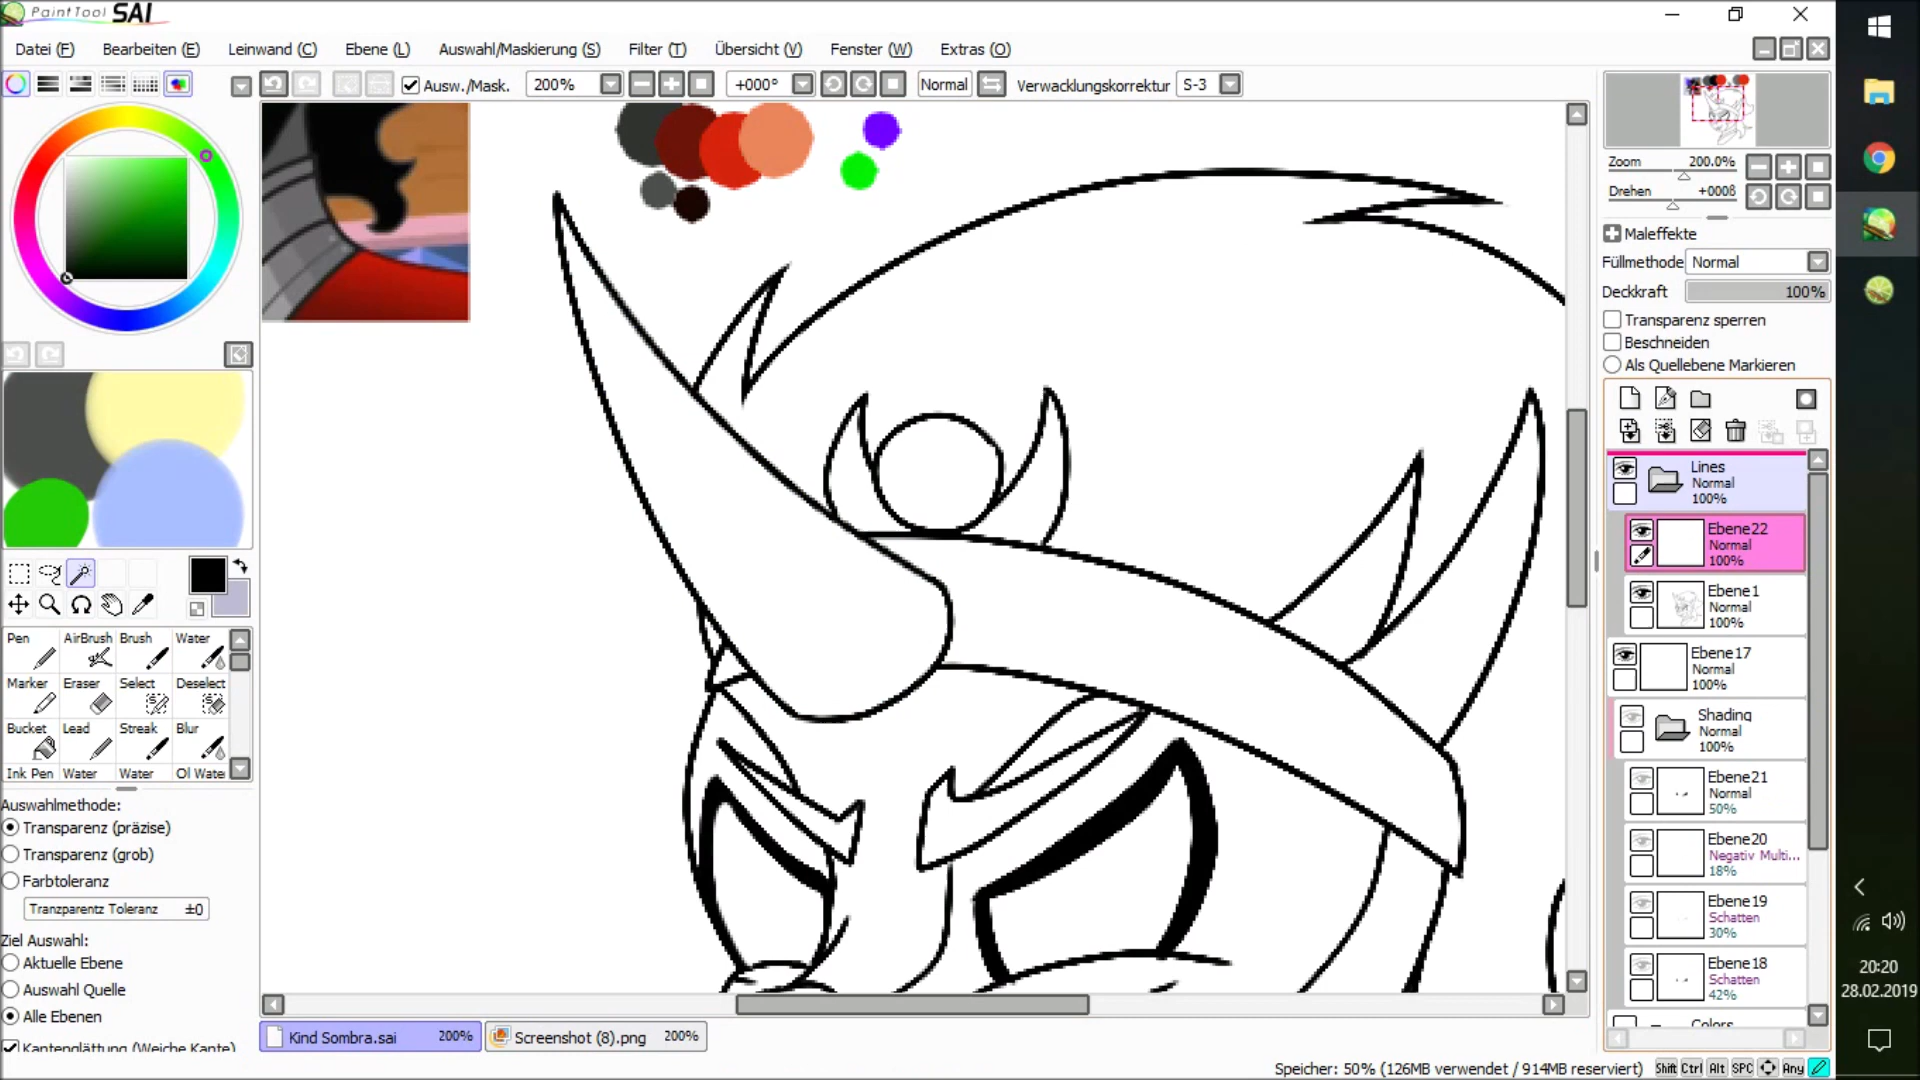 PaintTool SAI
Datei (F) Bearbeiten (E) Leinwand (C) Ebene (L) Auswahl/Maskierung (S) Filter (T) Übersicht (V) Fenster (W) Extras (O)
Ausw./Mask. 200% +000° Normal Verwacklungskorrektur S-3
Zoom 200.0%
Drehen +0008
Maleffekte
Füllmethode Normal
Deckkraft 100%
Transparenz sperren
Beschneiden
Als Quellebene Markieren
Lines
Normal
100%
Ebene22
Normal
100%
Ebene1
Normal
100%
Ebene17
Normal
100%
Shading
Normal
100%
Ebene21
Normal
50%
Ebene20
Negativ Multi...
18%
Ebene19
Schatten
30%
Ebene18
Schatten
42%
Colors
Pen AirBrush Brush Water
Marker Eraser Select Deselect
Bucket Lead Streak Blur
Ink Pen Water Water Ol Wate
Auswahlmethode:
Transparenz (präzise)
Transparenz (grob)
Farbtoleranz
Tranzparentz Toleranz ±0
Ziel Auswahl:
Aktuelle Ebene
Auswahl Quelle
Alle Ebenen
Kantenglättung (Weiche Kante)
Kind Sombra.sai 200% Screenshot (8).png 200%
Speicher: 50% (126MB verwendet / 914MB reserviert) Shift Ctrl Alt SPC Any
20:20
28.02.2019